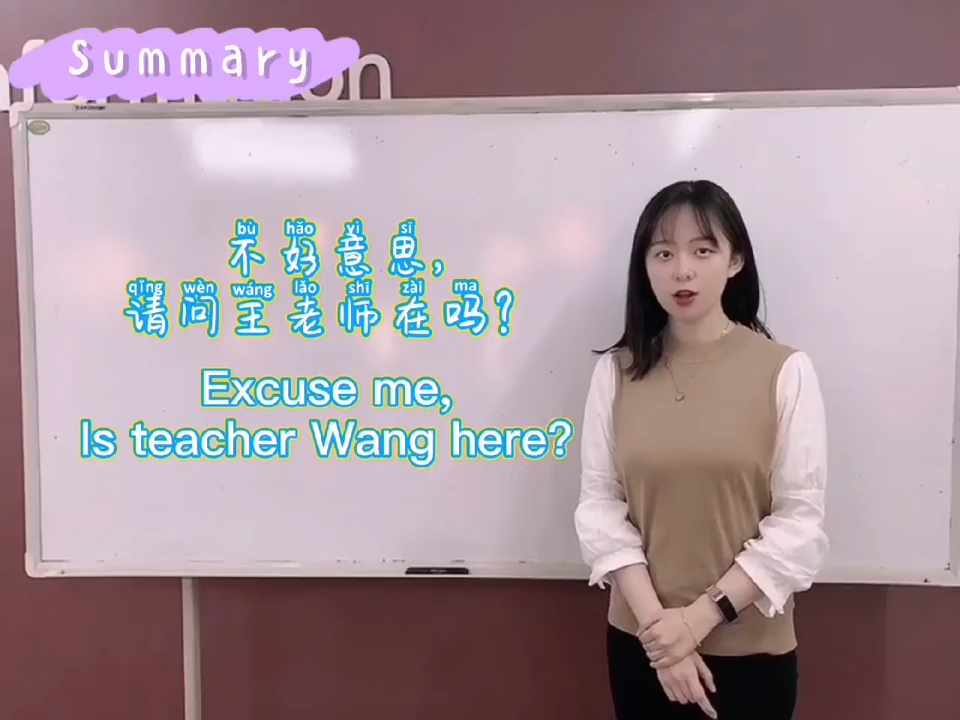 Summary
bù hǎo yì sī
不好意思,
qǐng wèn wáng lǎo shī zài ma
请问王老师在吗?
Excuse me,
Is teacher Wang here?